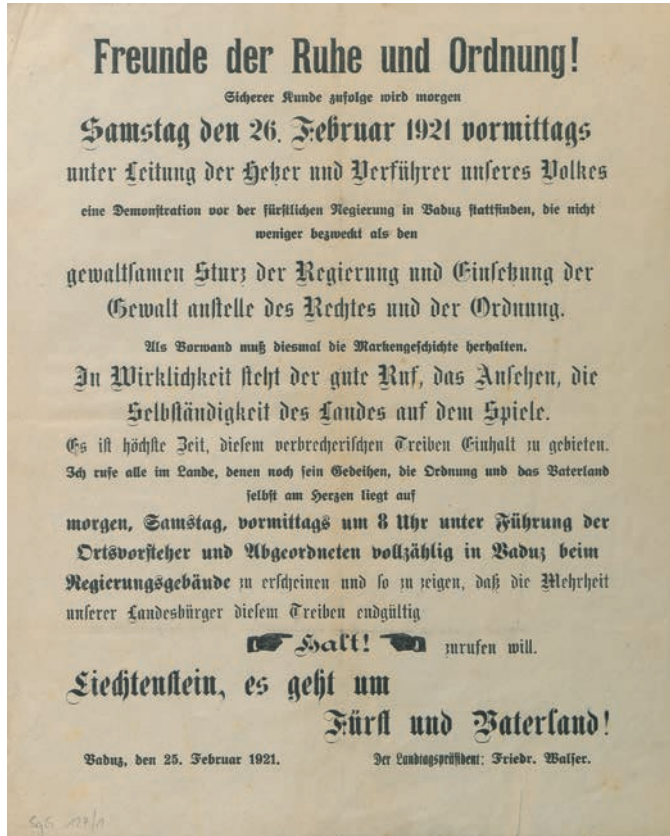 Freunde der Ruhe und Ordnung!
Sicherer Kunde zufolge wird morgen
Samstag den 26. Februar 1921 vormittags
unter Leitung der Hetzer und Verführer unseres Volkes
eine Demonstration vor der fürstlichen Regierung in Vaduz stattfinden, die nicht
weniger bezweckt als den
gewaltsamen Sturz der Regierung und Einsetzung der
Gewalt anstelle des Rechtes und der Ordnung.
Als Vorwand muß diesmal die Markengeschichte herhalten.
In Wirklichkeit steht der gute Ruf, das Ansehen, die
Selbständigkeit des Landes auf dem Spiele.
Es ist höchste Zeit, diesem verbrecherischen Treiben Einhalt zu gebieten.
Ich rufe alle im Lande, denen noch sein Gedeihen, die Ordnung und das Vaterland
selbst am Herzen liegt auf
morgen, Samstag, vormittags um 8 Uhr unter Führung der
Ortsvorsteher und Abgeordneten vollzählig in Vaduz beim
Regierungsgebäude zu erscheinen und so zu zeigen, daß die Mehrheit
unserer Landesbürger diesem Treiben endgültig
Halt! zurufen will.
Liechtenstein, es geht um
Fürst und Vaterland!
Vaduz, den 25. Februar 1921. Der Landtagspräsident: Friedr. Walser.
SgG 127/1